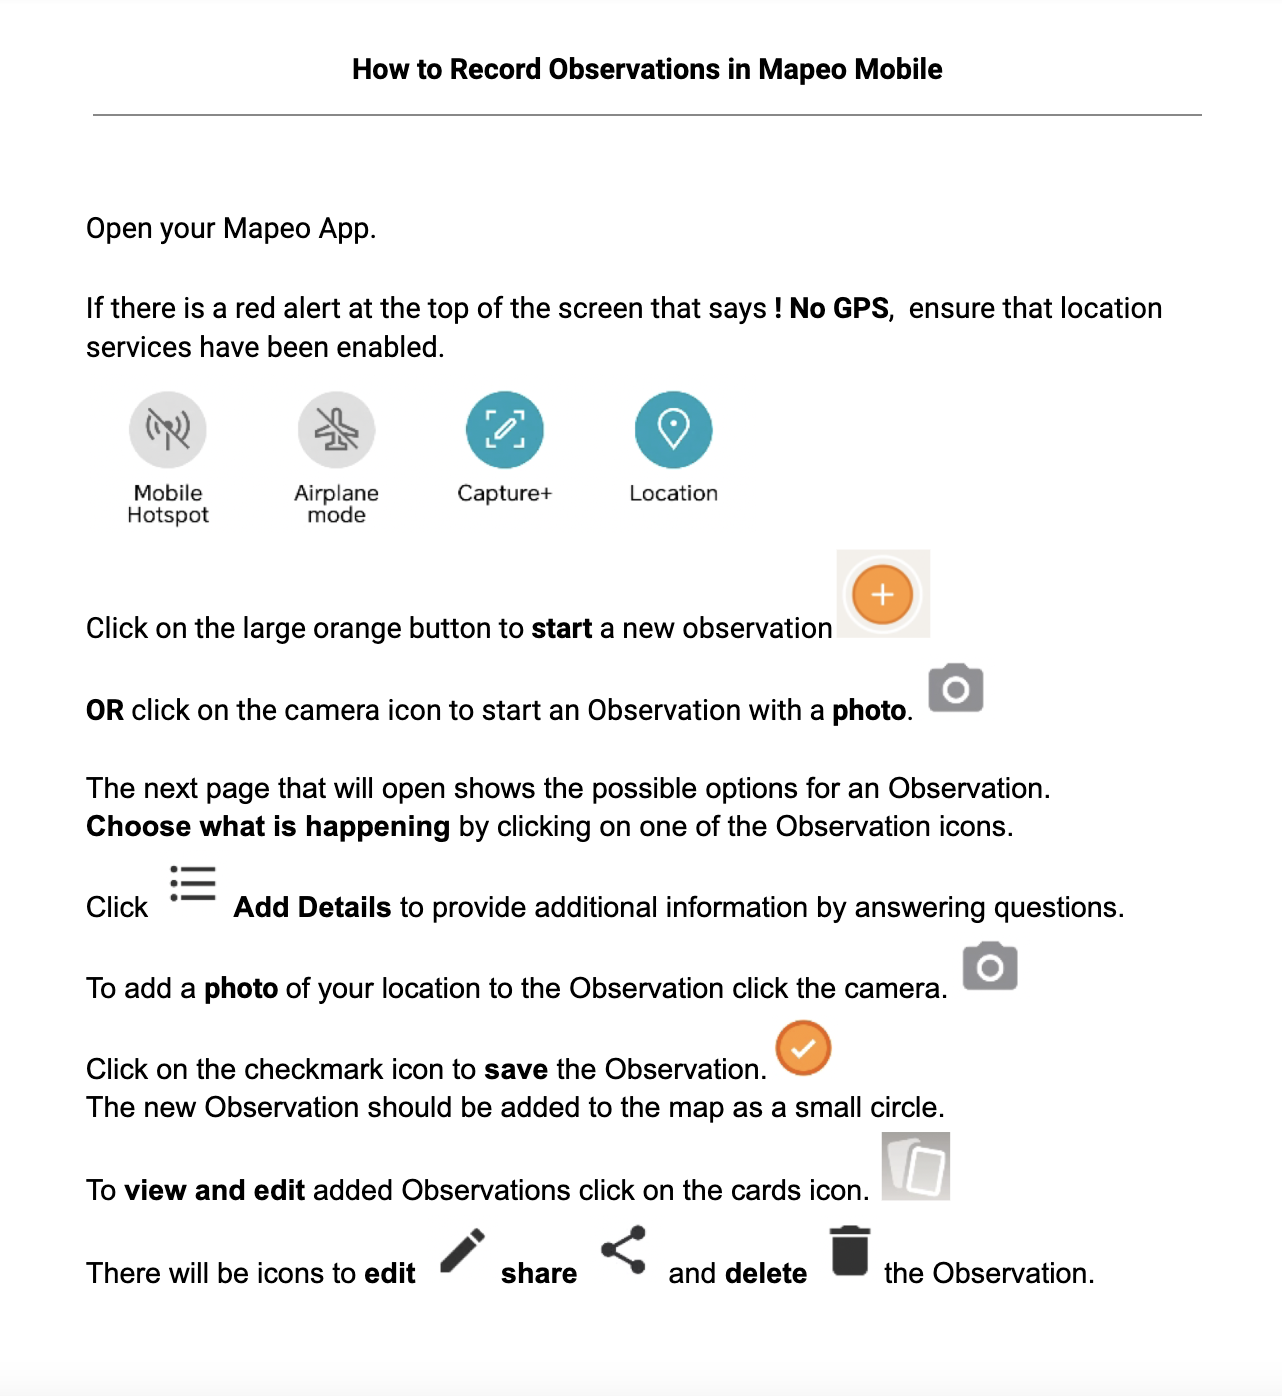 How to Record Observations in Mapeo Mobile
Open your Mapeo App.
If there is a red alert at the top of the screen that says ! No GPS, ensure that location
services have been enabled.
Mobile Hotspot
Airplane mode
Capture+
Location
Click on the large orange button to start a new observation
OR click on the camera icon to start an Observation with a photo.
The next page that will open shows the possible options for an Observation.
Choose what is happening by clicking on one of the Observation icons.
Click Add Details to provide additional information by answering questions.
To add a photo of your location to the Observation click the camera.
Click on the checkmark icon to save the Observation.
The new Observation should be added to the map as a small circle.
To view and edit added Observations click on the cards icon.
There will be icons to edit share and delete the Observation.